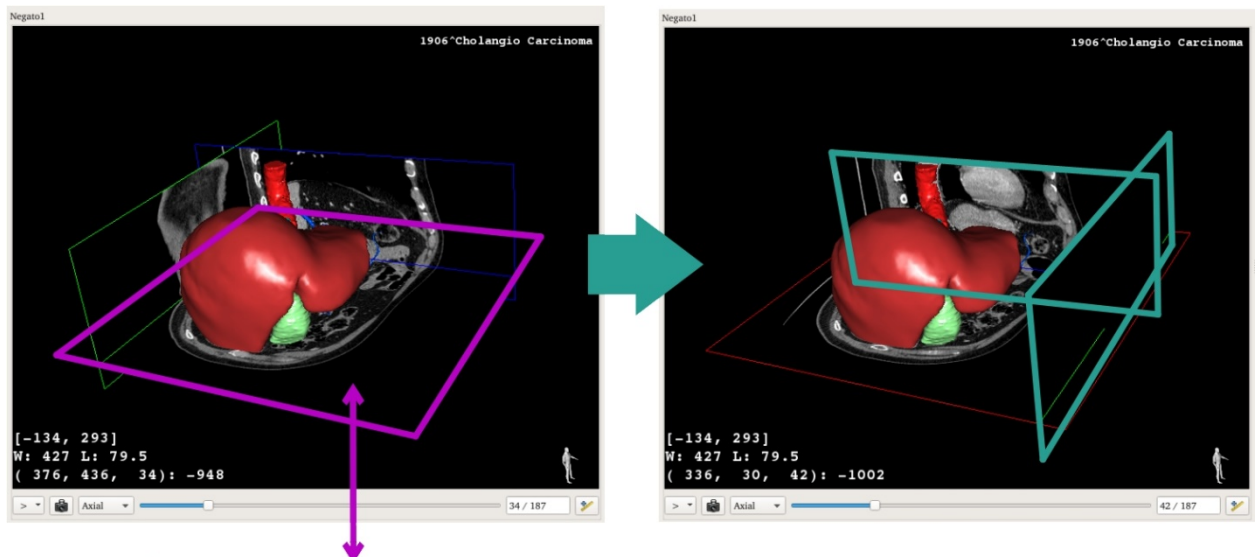 Negato1
1906^Cholangio Carcinoma
[-134, 293]
W: 427 L: 79.5
( 376, 436,  34): -948
> Axial 34 / 187
Negato1
1906^Cholangio Carcinoma
[-134, 293]
W: 427 L: 79.5
( 336,  30,  42): -1002
> Axial 42 / 187